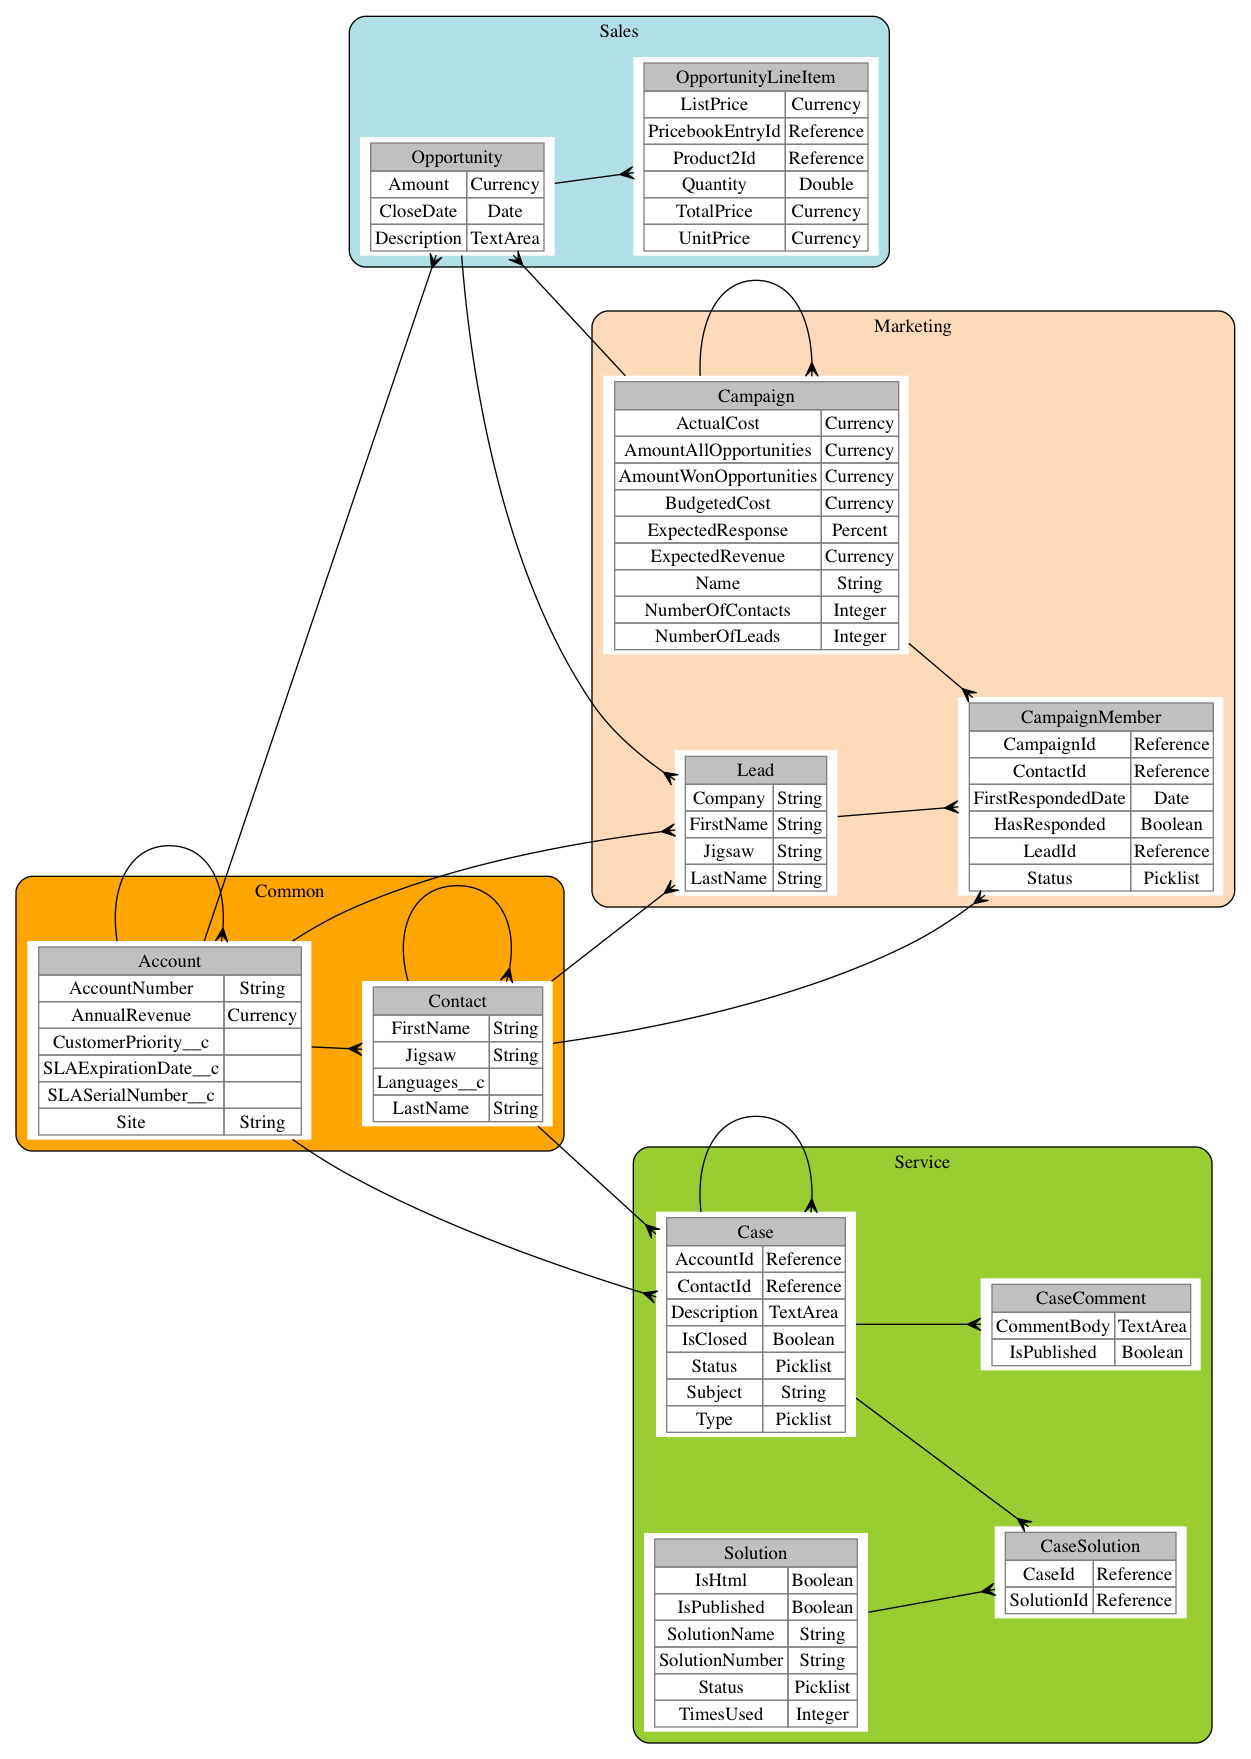 Sales
OpportunityLineItem
ListPrice Currency
PricebookEntryId Reference
Product2Id Reference
Quantity Double
TotalPrice Currency
UnitPrice Currency
Opportunity
Amount Currency
CloseDate Date
Description TextArea
Marketing
Campaign
ActualCost Currency
AmountAllOpportunities Currency
AmountWonOpportunities Currency
BudgetedCost Currency
ExpectedResponse Percent
ExpectedRevenue Currency
Name String
NumberOfContacts Integer
NumberOfLeads Integer
CampaignMember
CampaignId Reference
ContactId Reference
FirstRespondedDate Date
HasResponded Boolean
LeadId Reference
Status Picklist
Lead
Company String
FirstName String
Jigsaw String
LastName String
Common
Account
AccountNumber String
AnnualRevenue Currency
CustomerPriority__c
SLAExpirationDate__c
SLASerialNumber__c
Site String
Contact
FirstName String
Jigsaw String
Languages__c
LastName String
Service
Case
AccountId Reference
ContactId Reference
Description TextArea
IsClosed Boolean
Status Picklist
Subject String
Type Picklist
CaseComment
CommentBody TextArea
IsPublished Boolean
CaseSolution
CaseId Reference
SolutionId Reference
Solution
IsHtml Boolean
IsPublished Boolean
SolutionName String
SolutionNumber String
Status Picklist
TimesUsed Integer